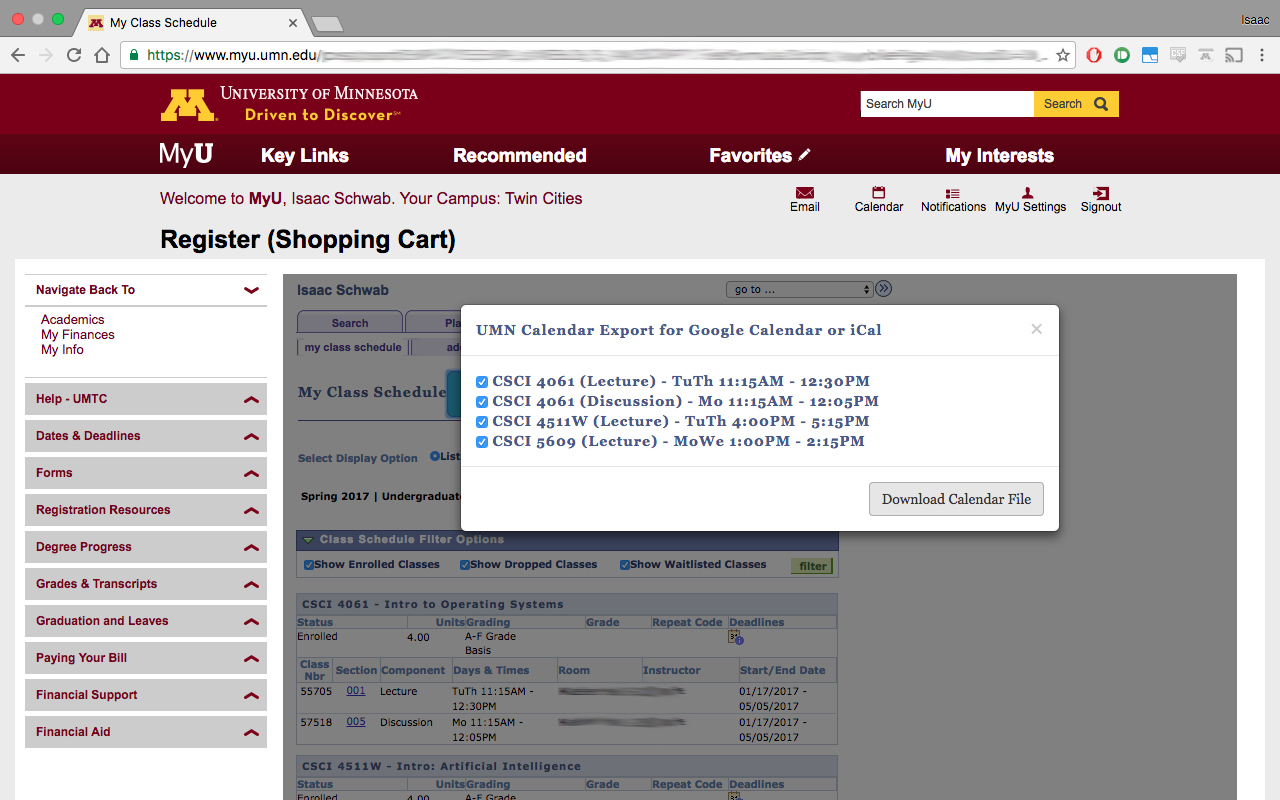 My Class Schedule
Isaac
https://www.myu.umn.edu/
UNIVERSITY OF MINNESOTA
Driven to Discover
Search MyU
Search
MyU Key Links Recommended Favorites My Interests
Welcome to MyU, Isaac Schwab. Your Campus: Twin Cities
Email Calendar Notifications MyU Settings Signout
Register (Shopping Cart)
Navigate Back To
Academics
My Finances
My Info
Help - UMTC
Dates & Deadlines
Forms
Registration Resources
Degree Progress
Grades & Transcripts
Graduation and Leaves
Paying Your Bill
Financial Support
Financial Aid
Isaac Schwab
go to ...
Search
my class schedule
My Class Schedule
UMN Calendar Export for Google Calendar or iCal
CSCI 4061 (Lecture) - TuTh 11:15AM - 12:30PM
CSCI 4061 (Discussion) - Mo 11:15AM - 12:05PM
CSCI 4511W (Lecture) - TuTh 4:00PM - 5:15PM
CSCI 5609 (Lecture) - MoWe 1:00PM - 2:15PM
Download Calendar File
Select Display Option List
Spring 2017 | Undergraduate
Class Schedule Filter Options
Show Enrolled Classes Show Dropped Classes Show Waitlisted Classes filter
CSCI 4061 - Intro to Operating Systems
Status Units Grading Grade Repeat Code Deadlines
Enrolled 4.00 A-F Grade
Basis
Class
Nbr Section Component Days & Times Room Instructor Start/End Date
55705 001 Lecture TuTh 11:15AM - 01/17/2017 -
12:30PM 05/05/2017
57518 005 Discussion Mo 11:15AM - 01/17/2017 -
12:05PM 05/05/2017
CSCI 4511W - Intro: Artificial Intelligence
Status Units Grading Grade Repeat Code Deadlines
Enrolled 4.00 A-F Grade